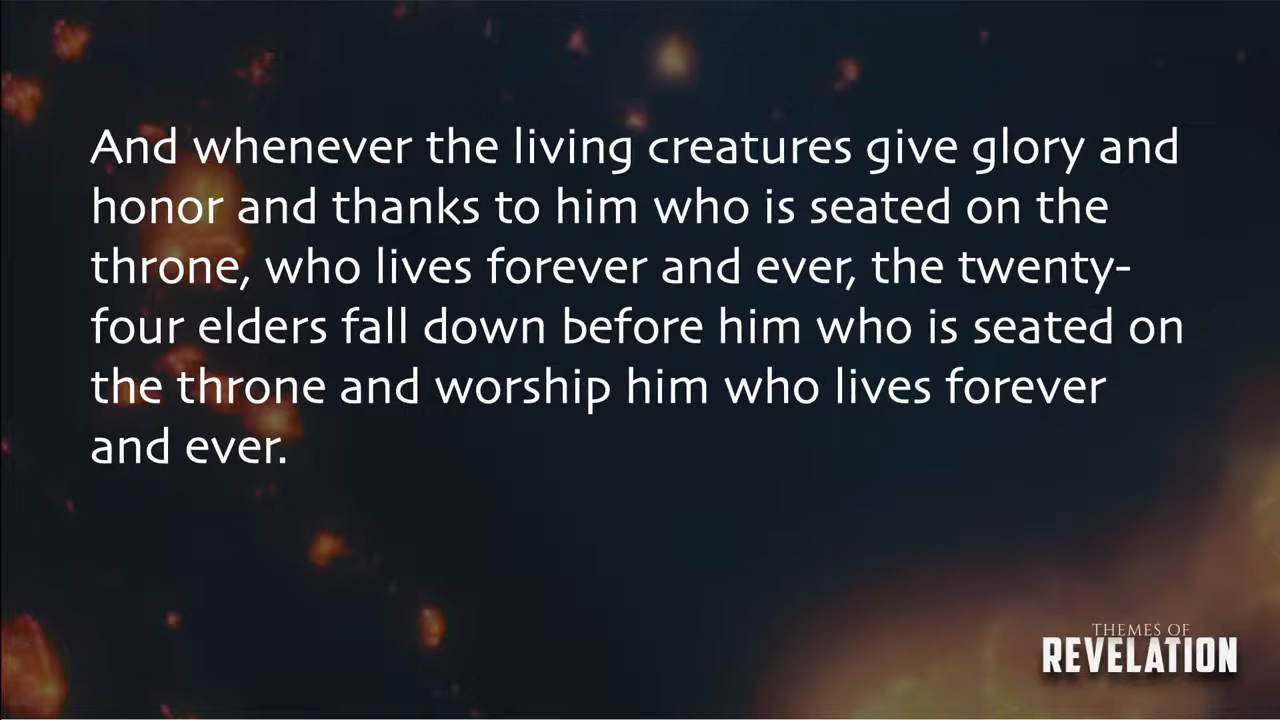 And whenever the living creatures give glory and
honor and thanks to him who is seated on the
throne, who lives forever and ever, the twenty-
four elders fall down before him who is seated on
the throne and worship him who lives forever
and ever.
THEMES OF
REVELATION